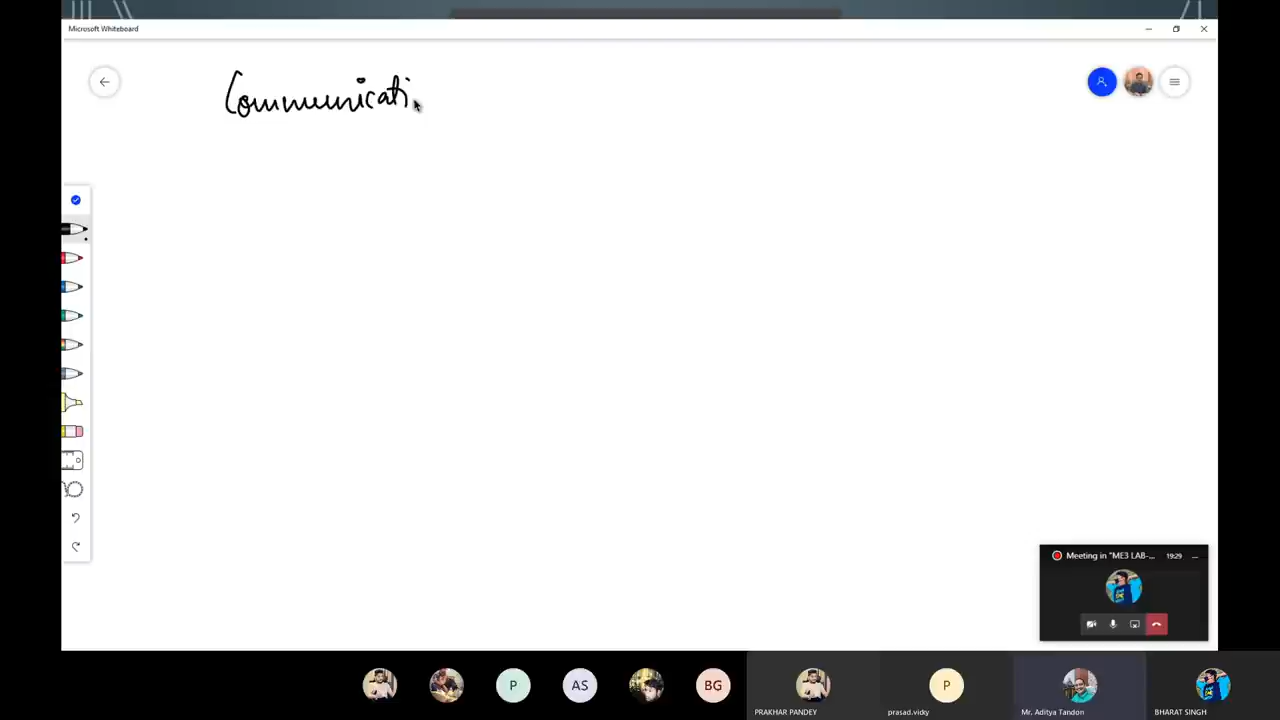 Microsoft Whiteboard
Communicati
Meeting in "ME3 LAB-... 19:29
P
AS
BG
P
PRAKHAR PANDEY
prasad.vicky
Mr. Aditya Tandon
BHARAT SINGH